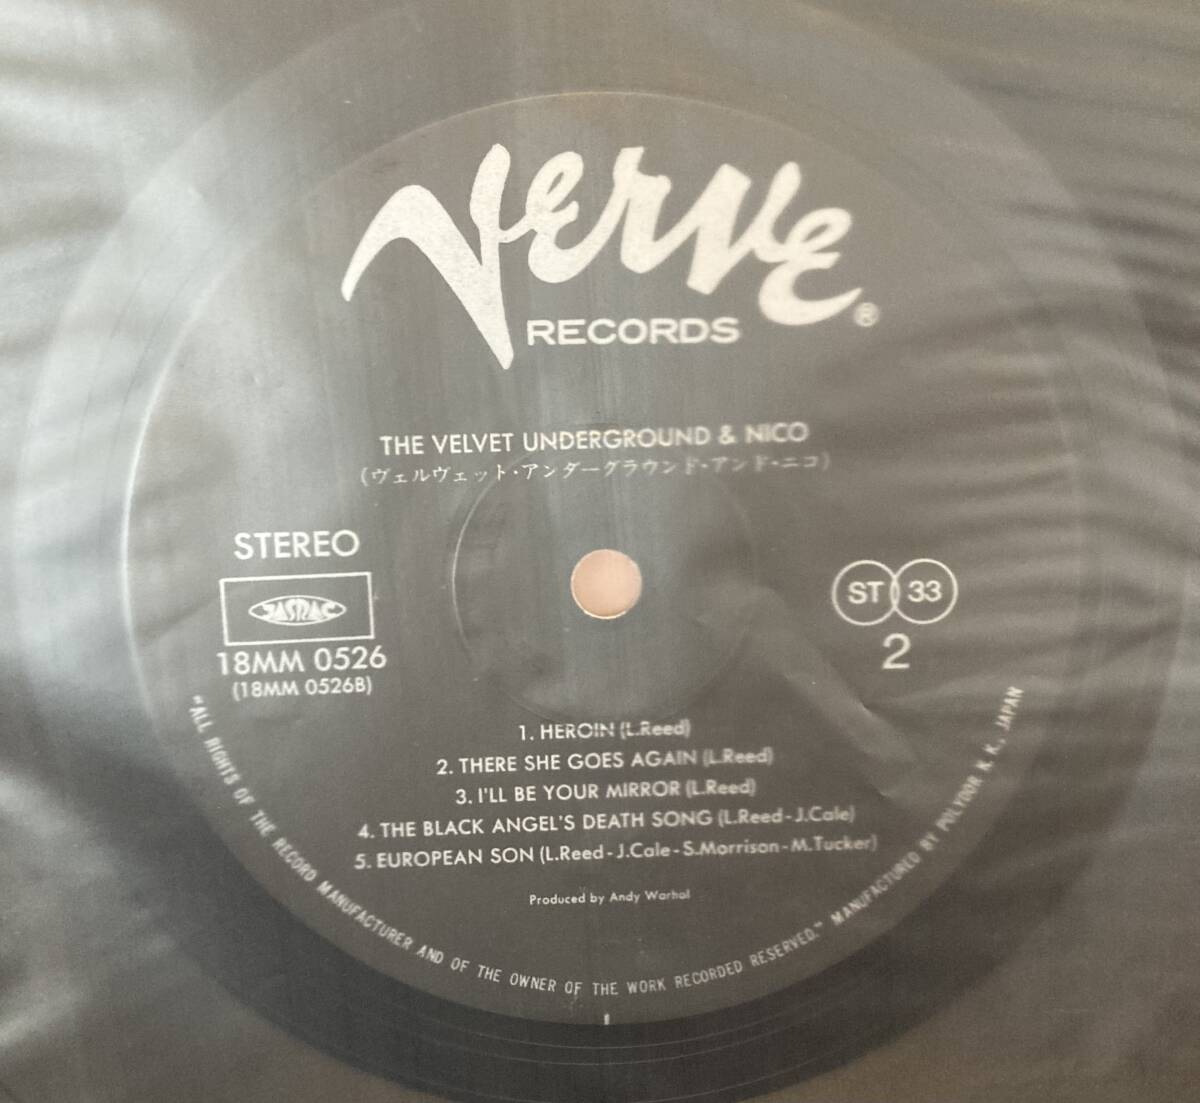 Verve
RECORDS ®
THE VELVET UNDERGROUND & NICO
(ヴェルヴェット・アンダーグラウンド・アンド・ニコ)
STEREO
JASRAC
18MM 0526
(18MM 0526B)
ST 33
2
1. HEROIN (L.Reed)
2. THERE SHE GOES AGAIN (L.Reed)
3. I'LL BE YOUR MIRROR (L.Reed)
4. THE BLACK ANGEL'S DEATH SONG (L.Reed-J.Cale)
5. EUROPEAN SON (L.Reed-J.Cale-S.Morrison-M.Tucker)
Produced by Andy Warhol
"ALL RIGHTS OF THE RECORD MANUFACTURER AND OF THE OWNER OF THE WORK RECORDED RESERVED." MANUFACTURED BY POLYDOR K.K., JAPAN